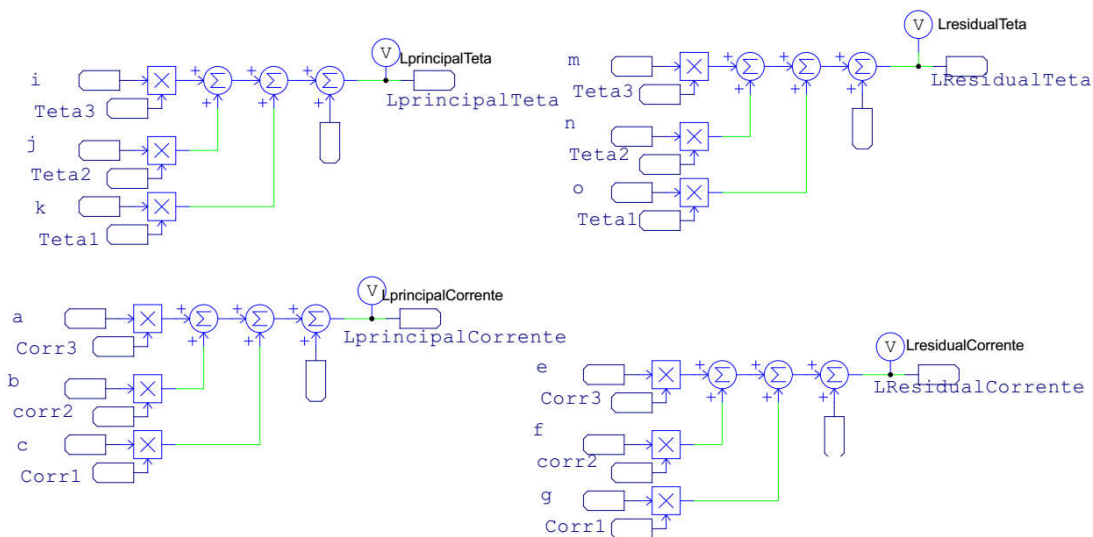 V
LprincipalTeta
i
LprincipalTeta
Teta3
j
Teta2
k
Teta1
V
LresidualTeta
m
LResidualTeta
Teta3
n
Teta2
o
Teta1
V
LprincipalCorrente
a
LprincipalCorrente
Corr3
b
corr2
c
Corr1
V
LresidualCorrente
e
LResidualCorrente
Corr3
f
corr2
g
Corr1